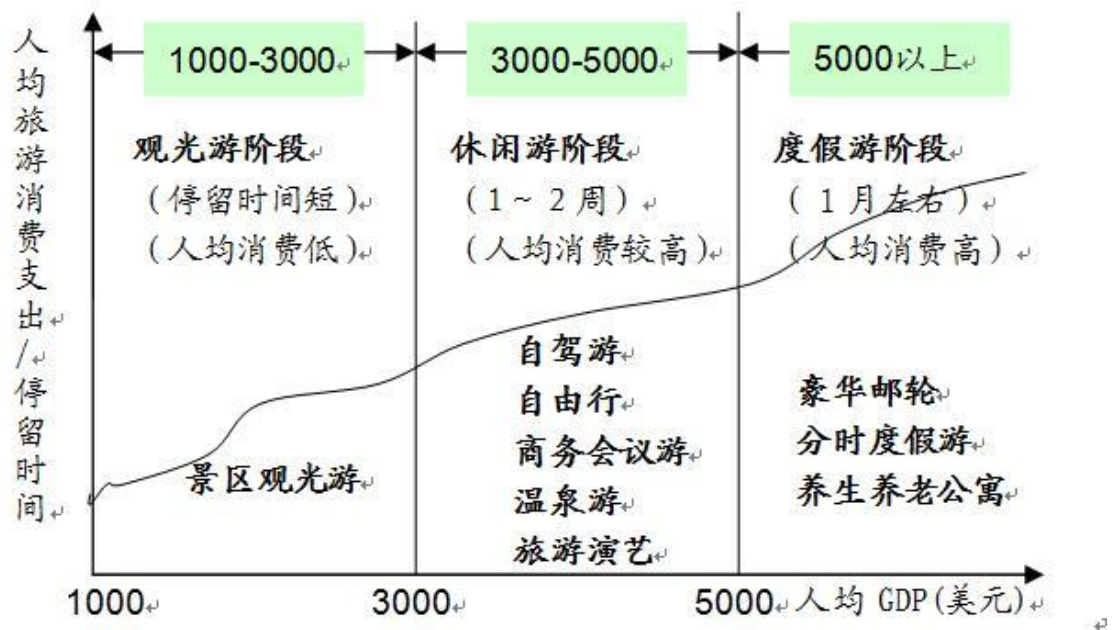 人均旅游消费支出/停留时间
1000-3000
3000-5000
5000以上
观光游阶段
（停留时间短）
（人均消费低）
休闲游阶段
（1～2周）
（人均消费较高）
度假游阶段
（1月左右）
（人均消费高）
景区观光游
自驾游
自由行
商务会议游
温泉游
旅游演艺
豪华邮轮
分时度假游
养生养老公寓
1000
3000
5000
人均 GDP(美元)